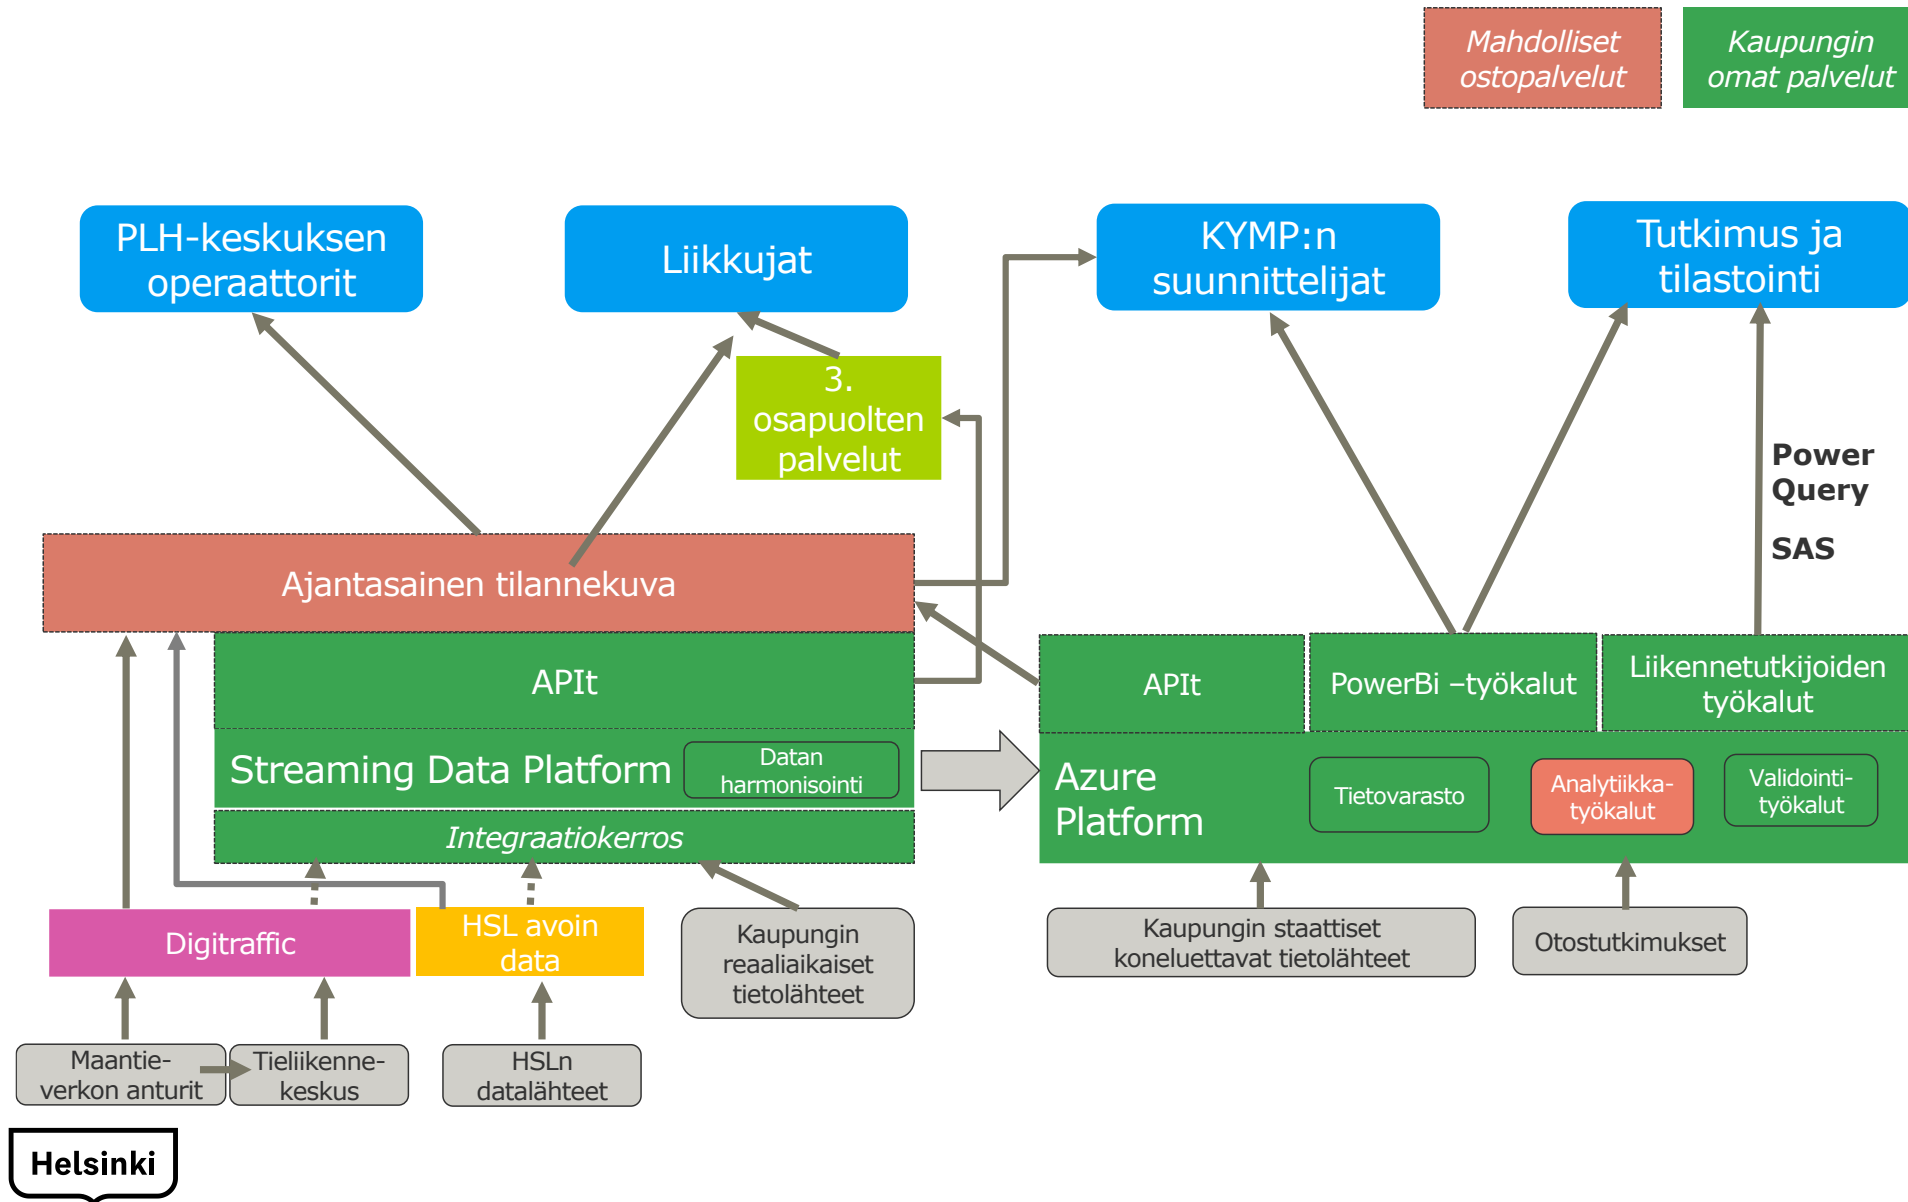 Mahdolliset
ostopalvelut
Kaupungin
omat palvelut
PLH-keskuksen
operaattorit
Liikkujat
KYMP:n
suunnittelijat
Tutkimus ja
tilastointi
3.
osapuolten
palvelut
Power
Query
SAS
Ajantasainen tilannekuva
APIt
Streaming Data Platform
Datan
harmonisointi
Integraatiokerros
APIt
PowerBi –työkalut
Liikennetutkijoiden
työkalut
Azure
Platform
Tietovarasto
Analytiikka-
työkalut
Validointi-
työkalut
Digitraffic
HSL avoin
data
Kaupungin
reaaliaikaiset
tietolähteet
Kaupungin staattiset
koneluettavat tietolähteet
Otostutkimukset
Maantie-
verkon anturit
Tieliikenne-
keskus
HSLn
datalähteet
Helsinki